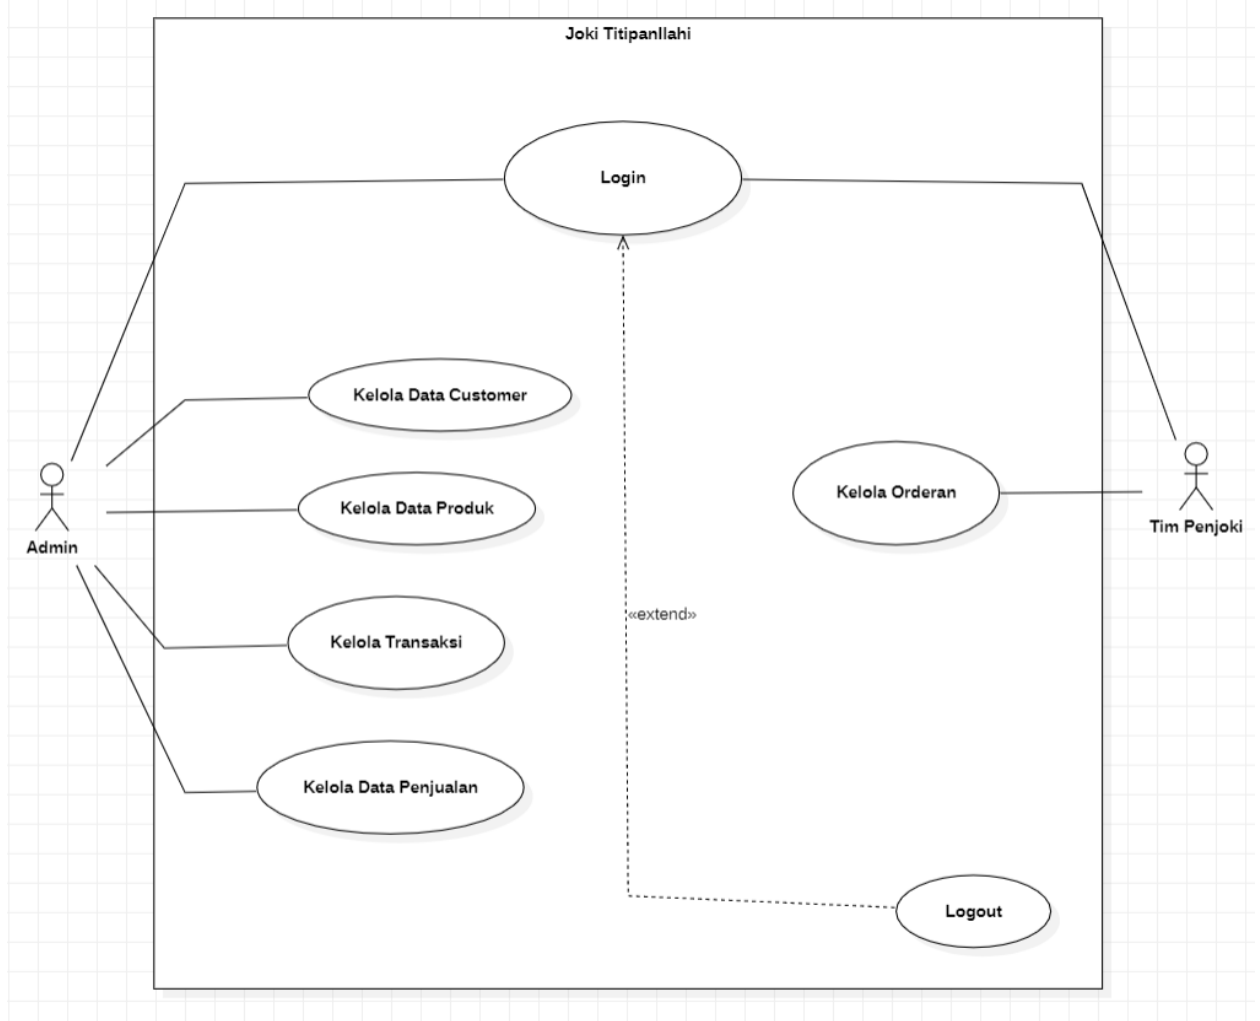 Joki TitipanIlahi
Login
Kelola Data Customer
Kelola Data Produk
Kelola Orderan
Tim Penjoki
Admin
«extend»
Kelola Transaksi
Kelola Data Penjualan
Logout